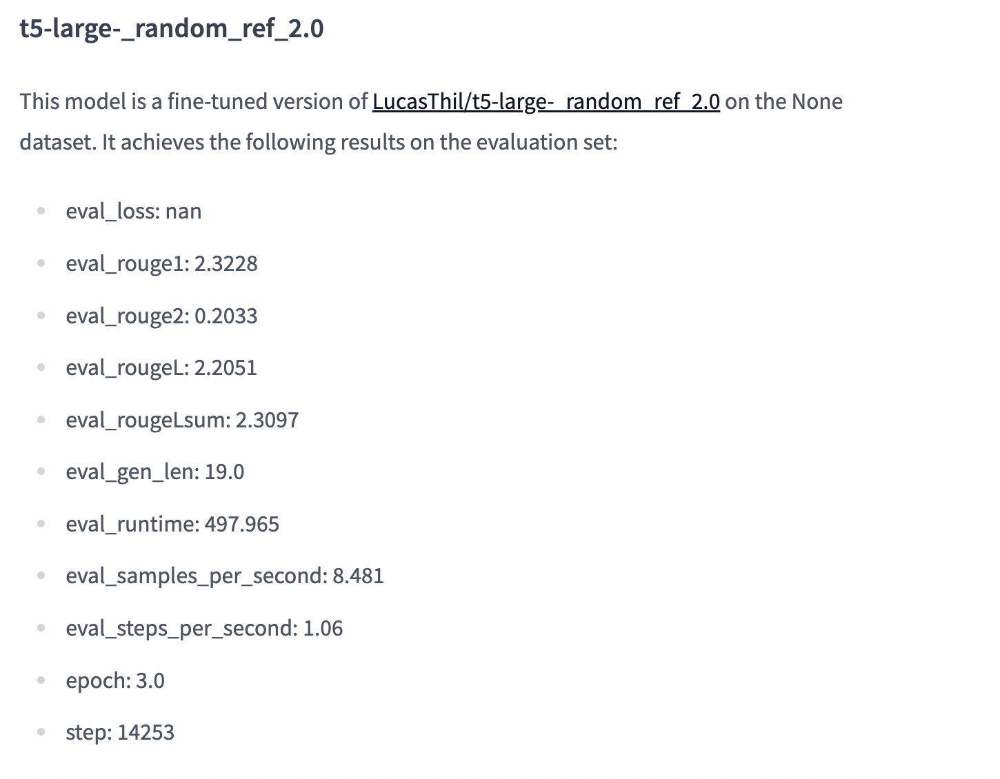 t5-large-_random_ref_2.0
This model is a fine-tuned version of LucasThil/t5-large-_random_ref_2.0 on the None
dataset. It achieves the following results on the evaluation set:
eval_loss: nan
eval_rouge1: 2.3228
eval_rouge2: 0.2033
eval_rougeL: 2.2051
eval_rougeLsum: 2.3097
eval_gen_len: 19.0
eval_runtime: 497.965
eval_samples_per_second: 8.481
eval_steps_per_second: 1.06
epoch: 3.0
step: 14253